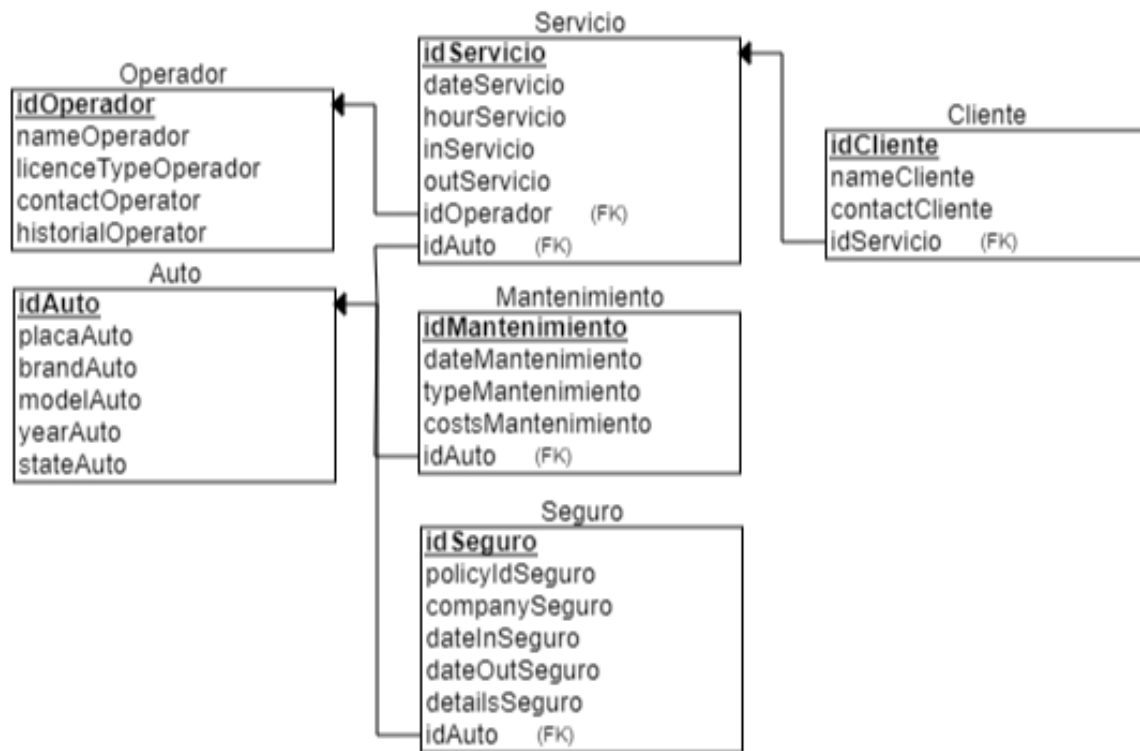 Operador
idOperador
nameOperador
licenceTypeOperador
contactOperator
historialOperator
Auto
idAuto
placaAuto
brandAuto
modelAuto
yearAuto
stateAuto
Servicio
idServicio
dateServicio
hourServicio
inServicio
outServicio
idOperador (FK)
idAuto (FK)
Mantenimiento
idMantenimiento
dateMantenimiento
typeMantenimiento
costsMantenimiento
idAuto (FK)
Seguro
idSeguro
policyIdSeguro
companySeguro
dateInSeguro
dateOutSeguro
detailsSeguro
idAuto (FK)
Cliente
idCliente
nameCliente
contactCliente
idServicio (FK)